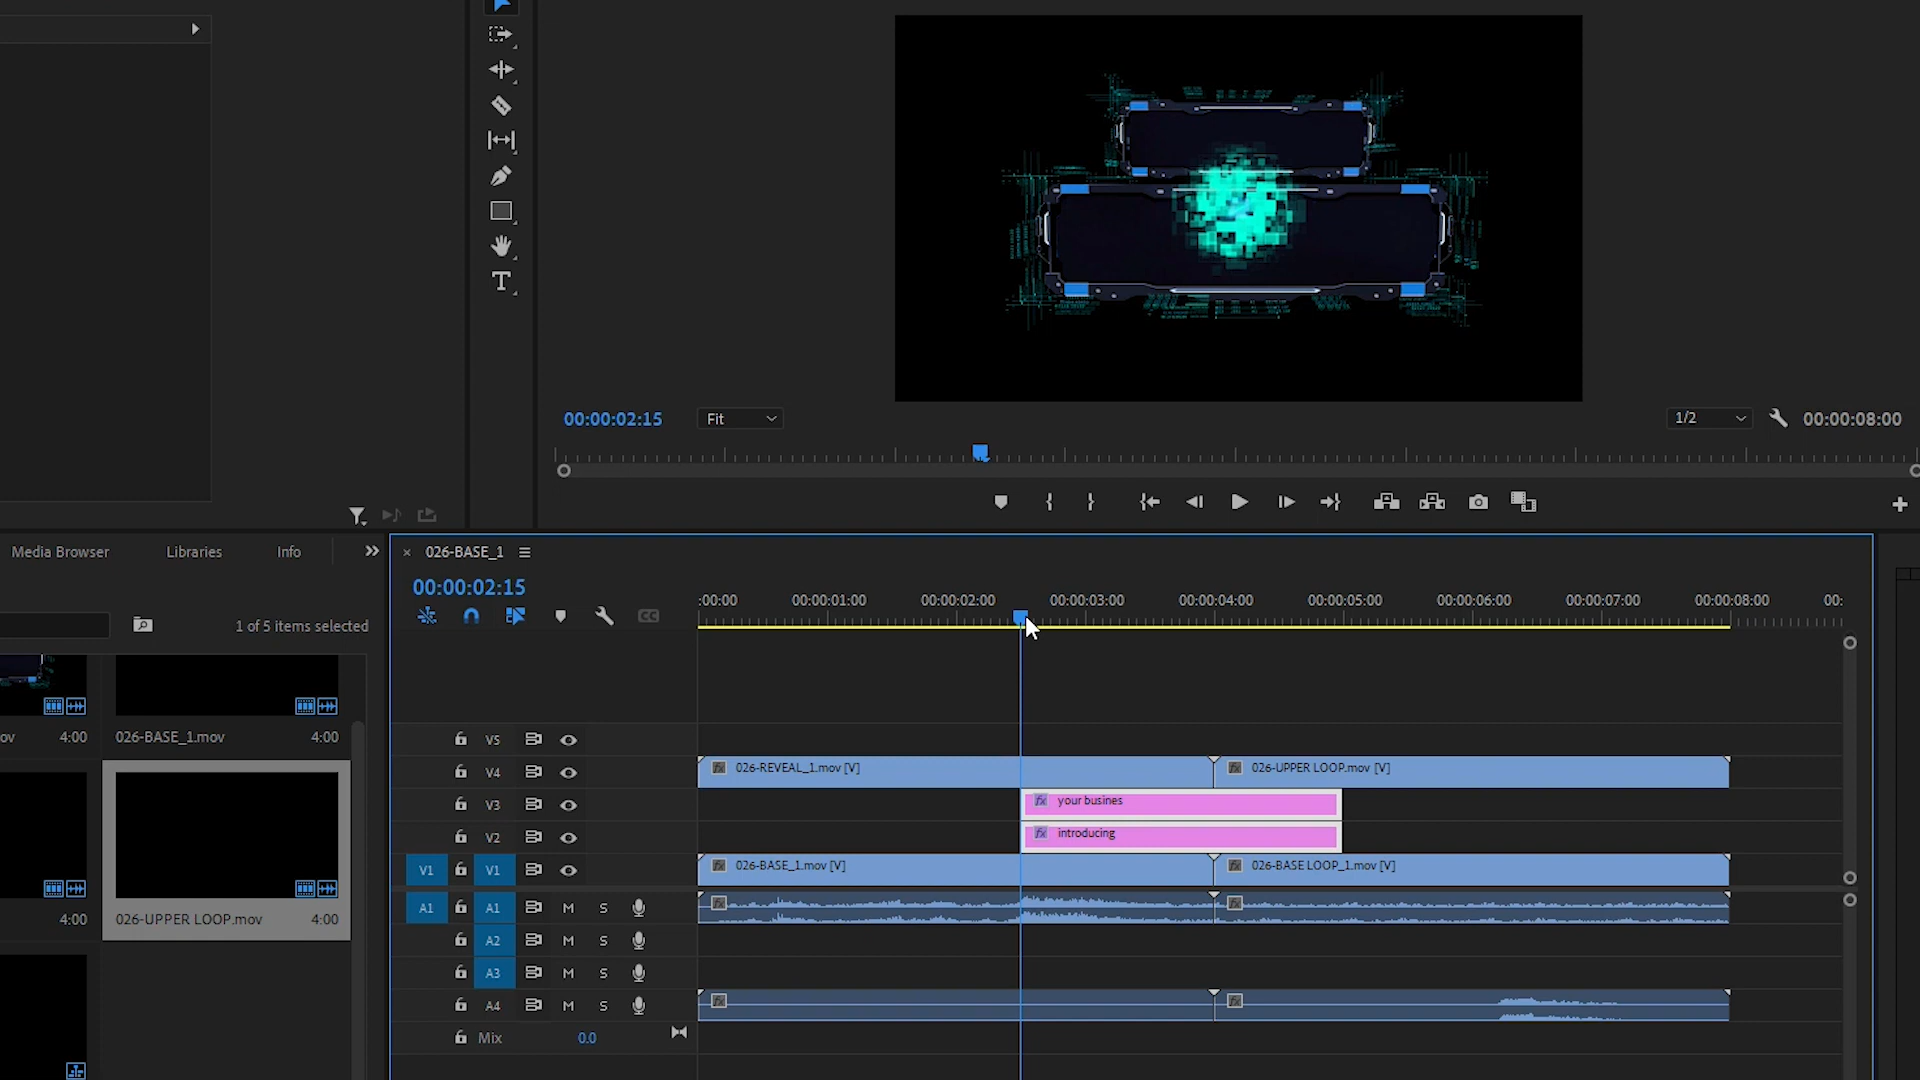 00:00:02:15
Fit
1/2
00:00:08:00
Media Browser
Libraries
Info
026-BASE_1
00:00:02:15
:00:00
00:00:01:00
00:00:02:00
00:00:03:00
00:00:04:00
00:00:05:00
00:00:06:00
00:00:07:00
00:00:08:00
00:
1 of 5 items selected
ov
4:00
026-BASE_1.mov
4:00
V5
V4
026-REVEAL_1.mov [V]
026-UPPER LOOP.mov [V]
V3
your busines
V2
introducing
V1
V1
026-BASE_1.mov [V]
026-BASE LOOP_1.mov [V]
4:00
026-UPPER LOOP.mov
4:00
A1
A1
M
S
A2
M
S
A3
M
S
A4
M
S
Mix
0.0